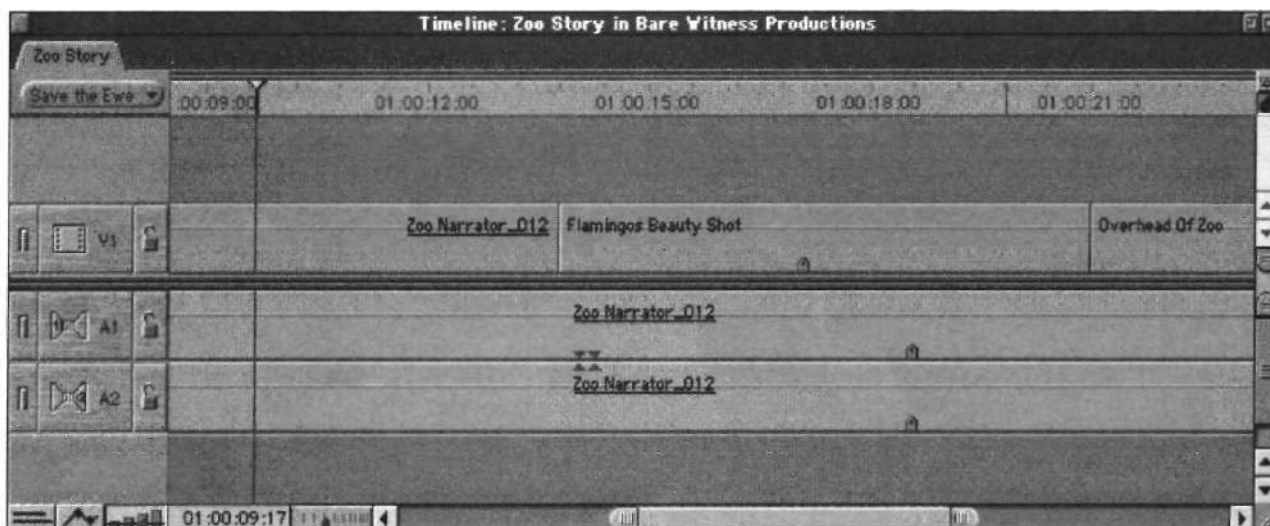 Timeline: Zoo Story in Bare Witness Productions
Zoo Story
Save the Ewe
:00:09:00 01:00:12:00 01:00:15:00 01:00:18:00 01:00:21:00
V1 Zoo Narrator_012 Flamingos Beauty Shot Overhead Of Zoo
A1 Zoo Narrator_012
A2 Zoo Narrator_012
01:00:09:17